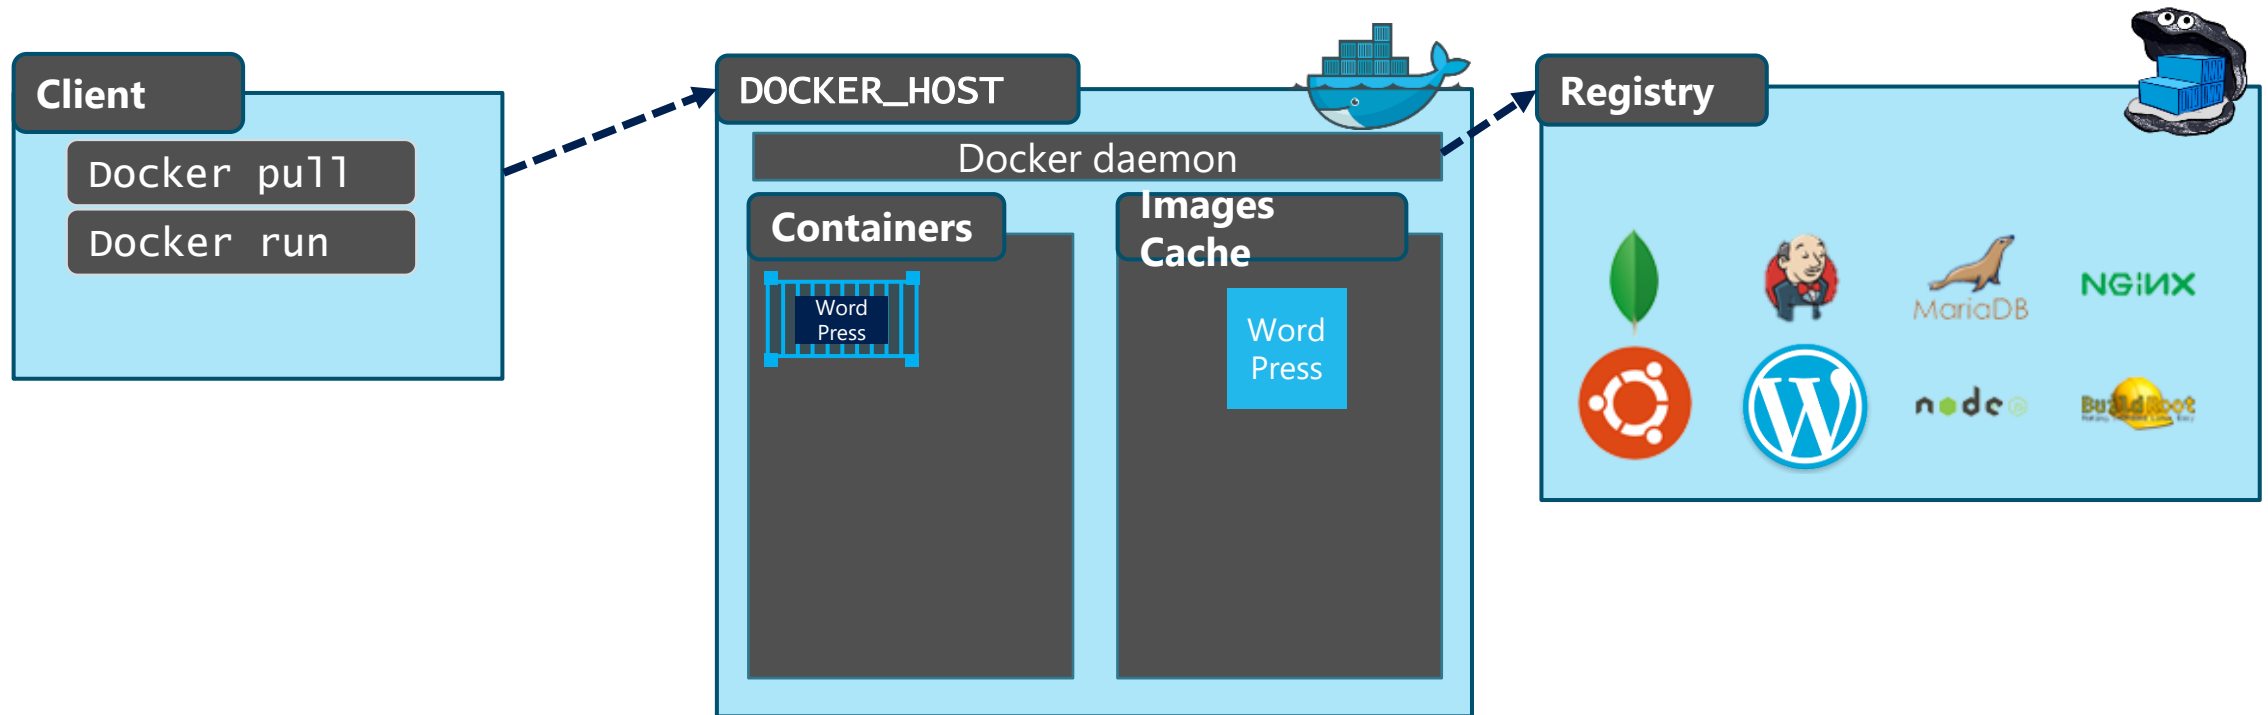 Client
Docker pull
Docker run
DOCKER_HOST
Docker daemon
Containers
Word
Press
Images
Cache
Word
Press
Registry
MariaDB
NGiNX
W
node
BuildRoot